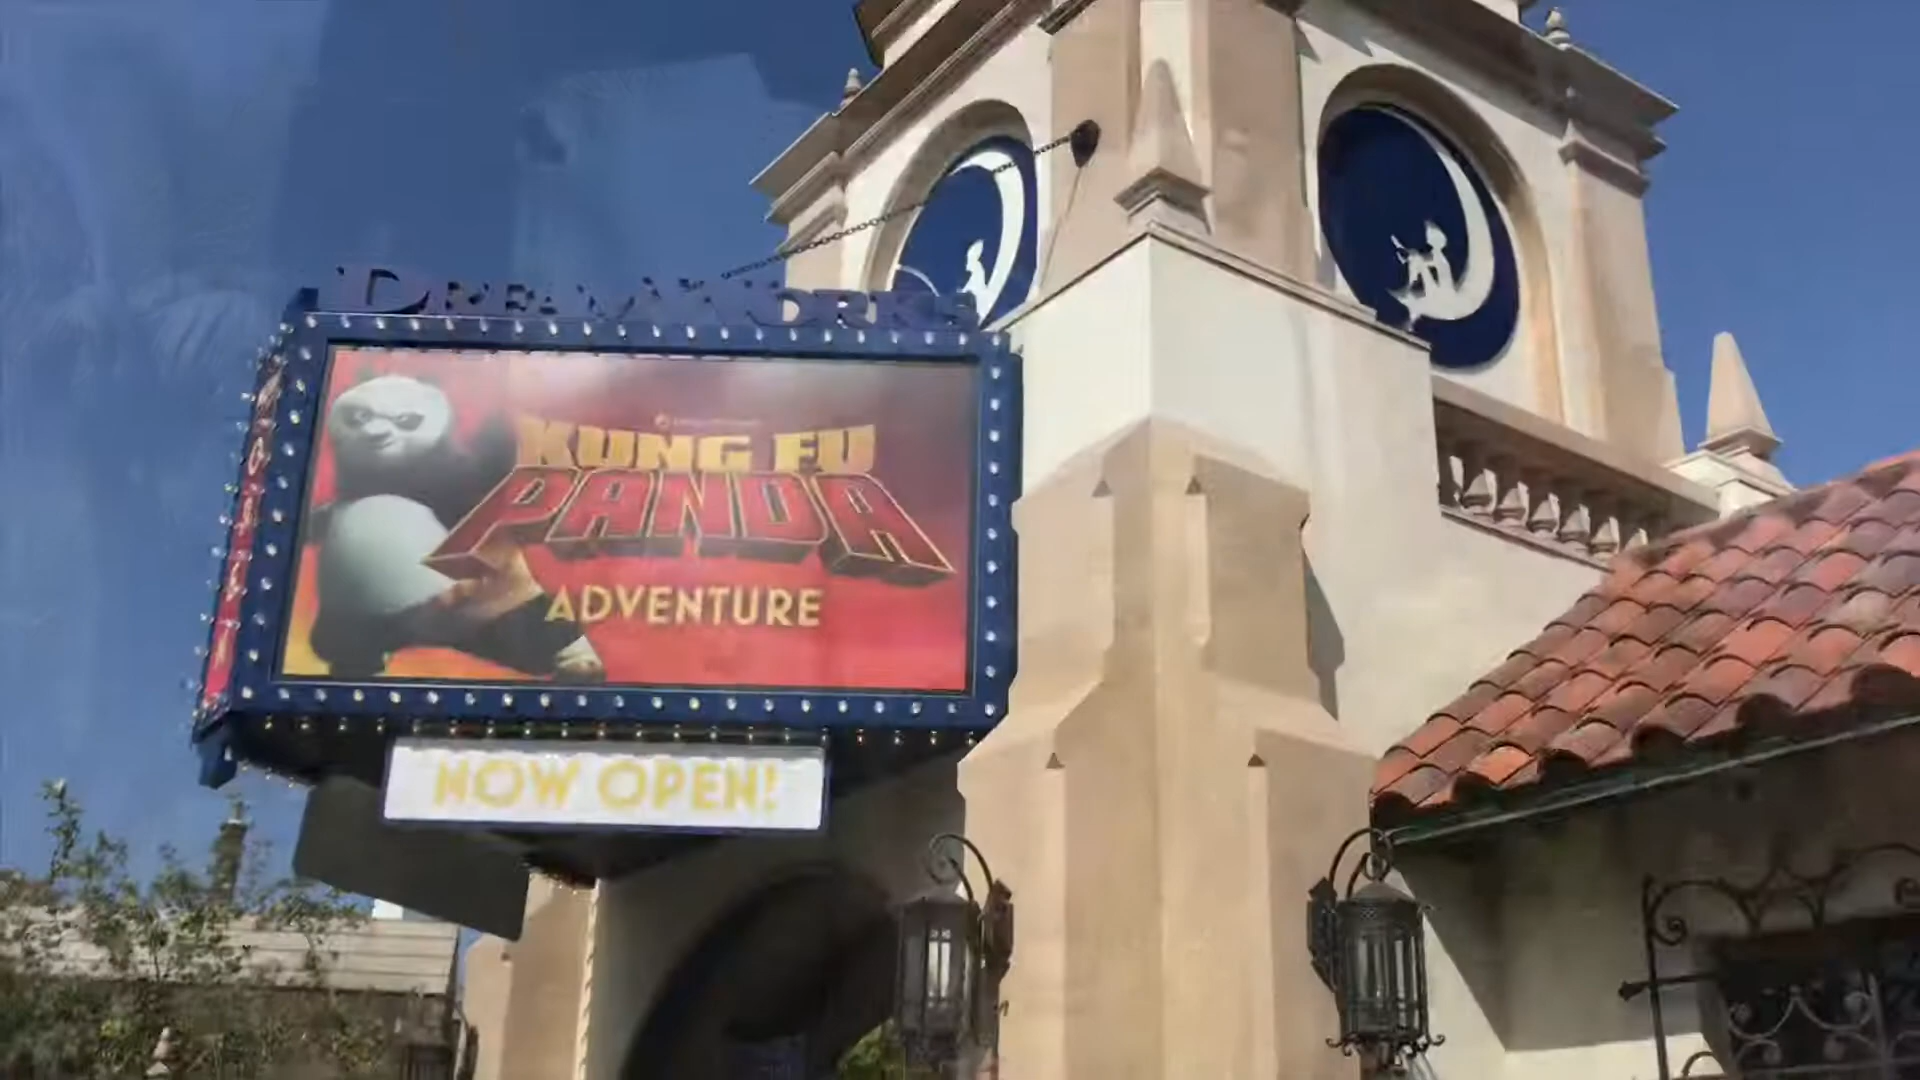 DREAMWORKS
KUNG FU
PANDA
ADVENTURE
NOW OPEN!